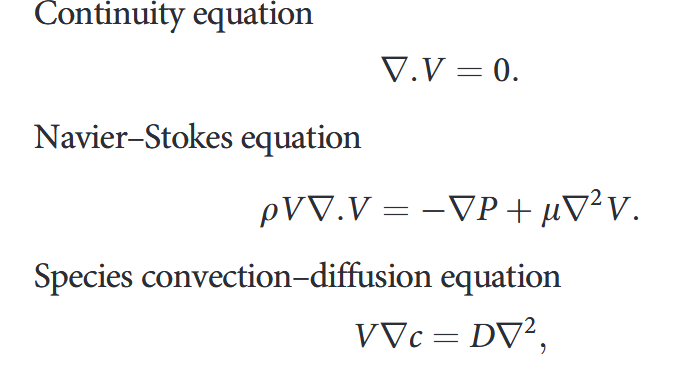 Continuity equation
∇.V = 0.
Navier–Stokes equation
ρV∇.V = −∇P + μ∇²V.
Species convection–diffusion equation
V∇c = D∇²,